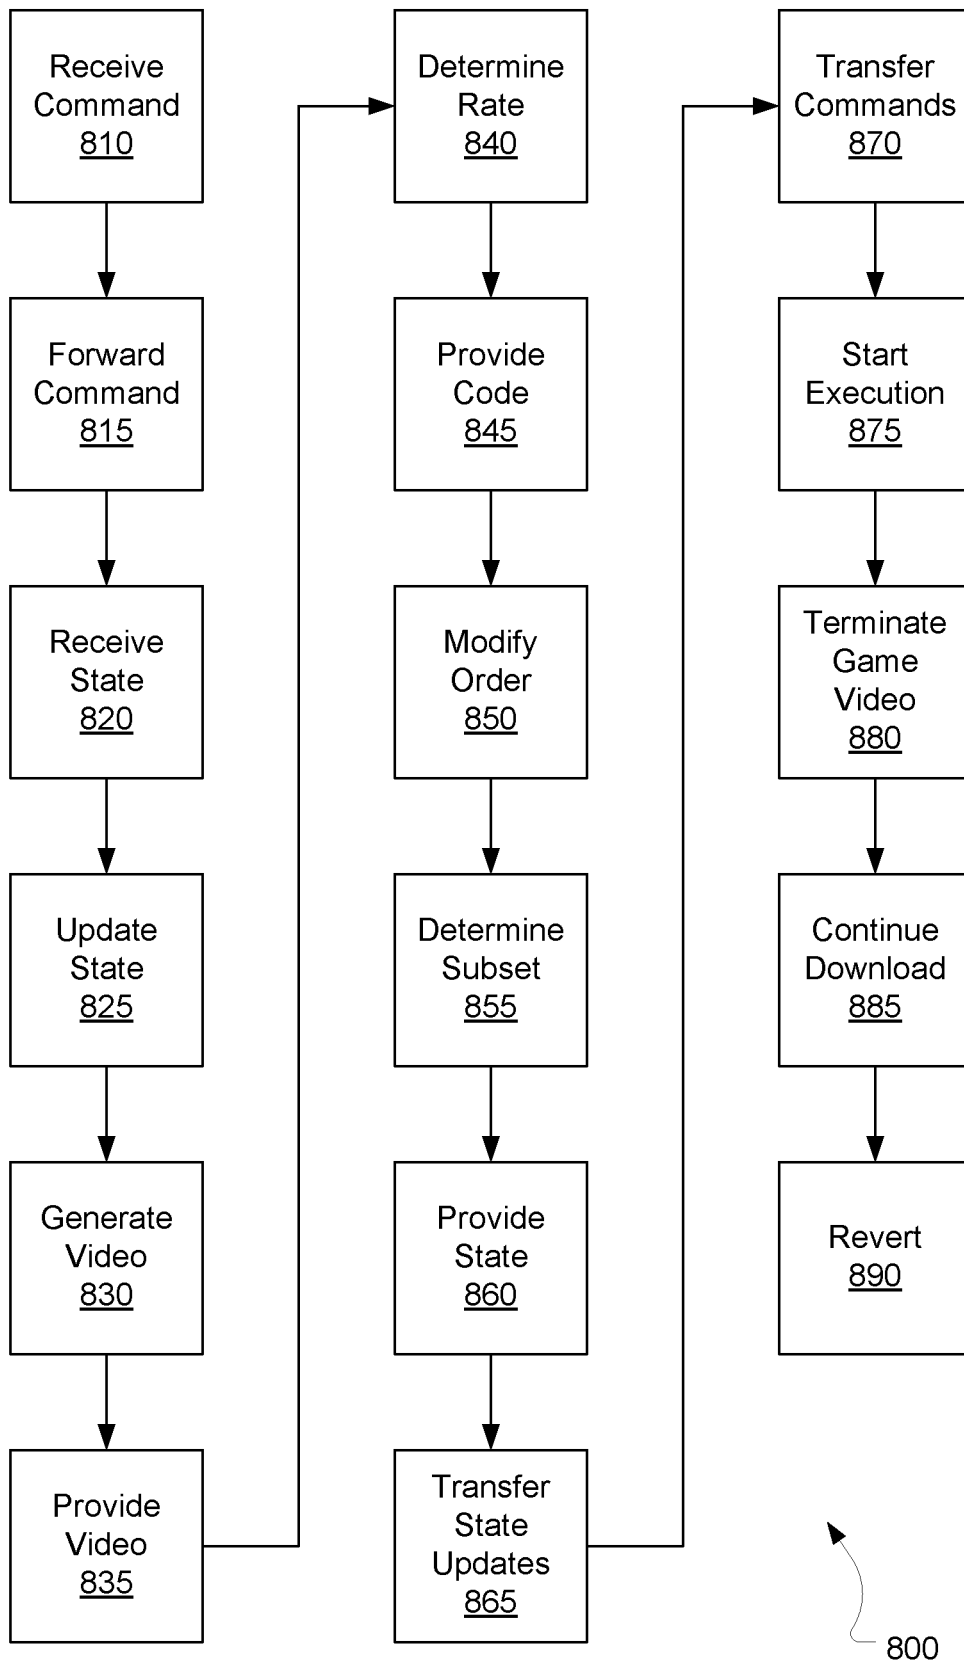 Receive
Command
810
Forward
Command
815
Receive
State
820
Update
State
825
Generate
Video
830
Provide
Video
835
Determine
Rate
840
Provide
Code
845
Modify
Order
850
Determine
Subset
855
Provide
State
860
Transfer
State
Updates
865
Transfer
Commands
870
Start
Execution
875
Terminate
Game
Video
880
Continue
Download
885
Revert
890
800